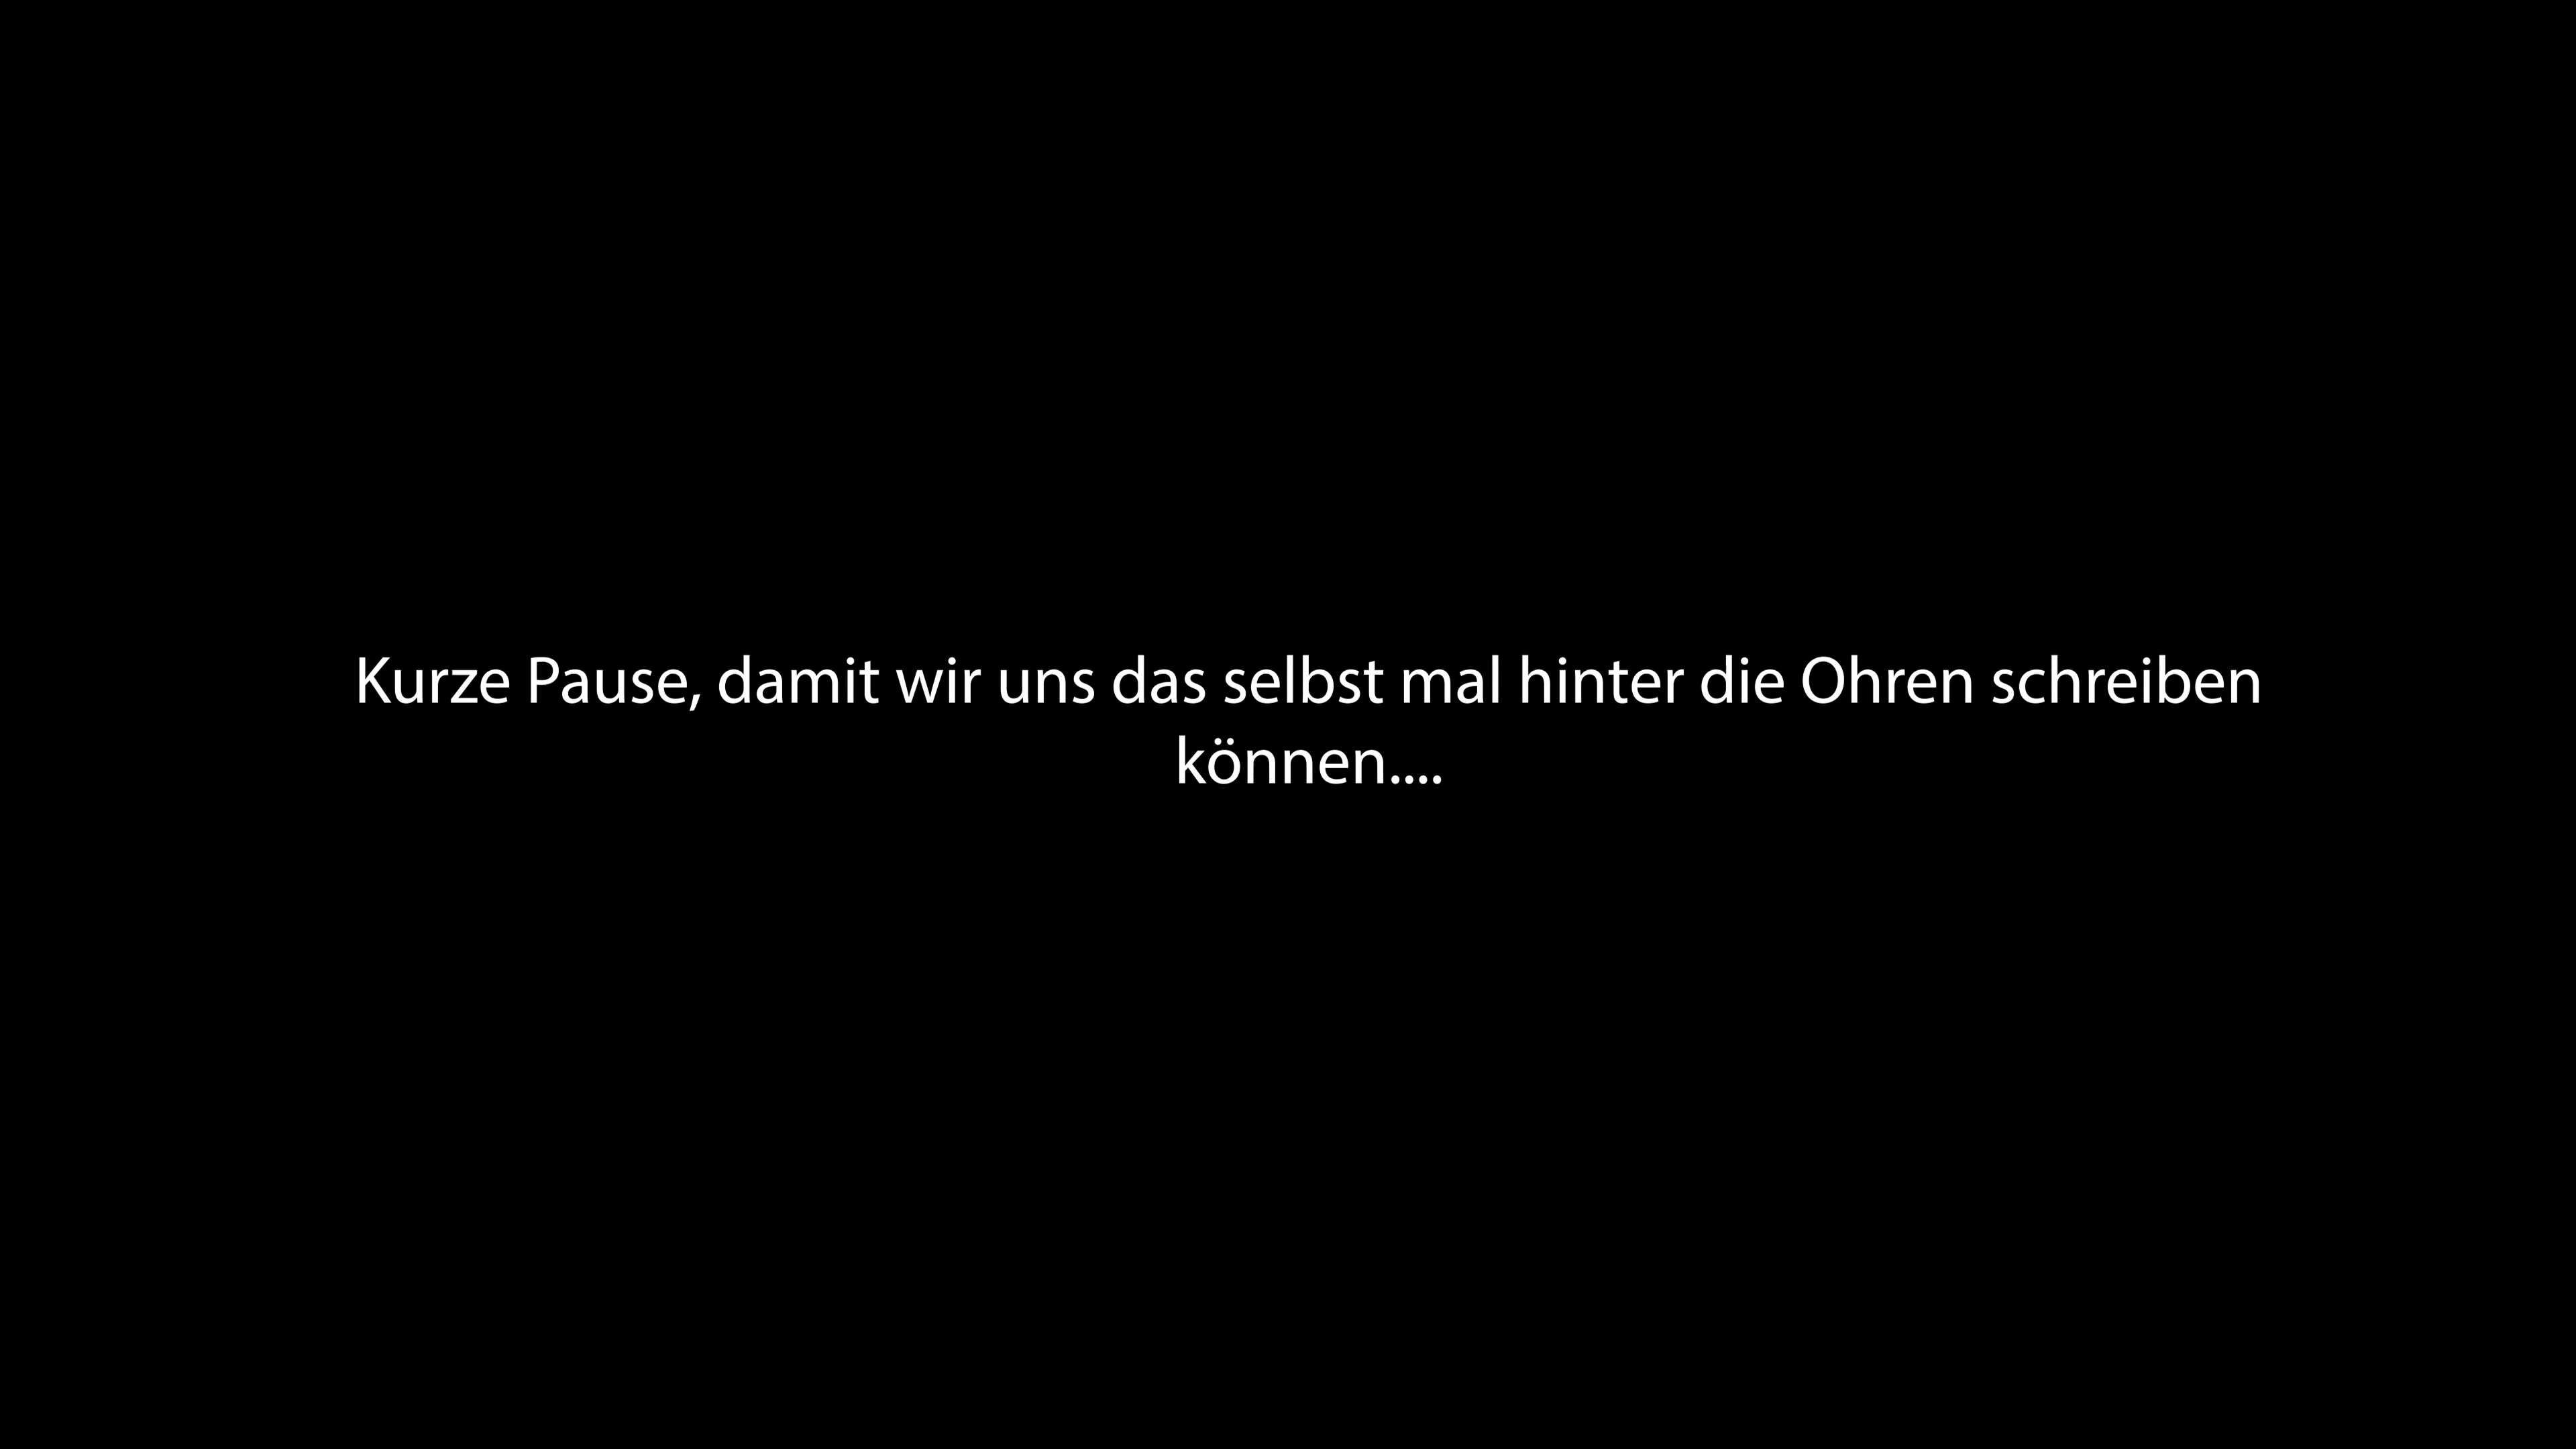 Kurze Pause, damit wir uns das selbst mal hinter die Ohren schreiben
können....